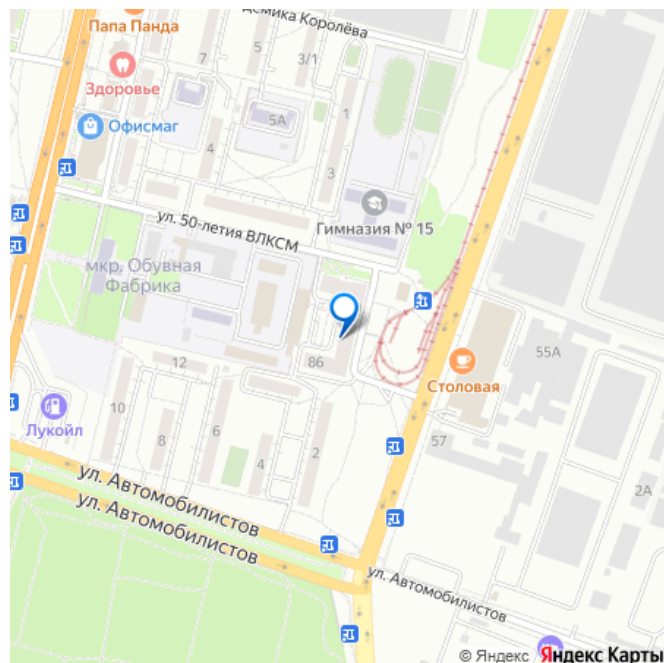 демика Королёва
Папа Панда
7
5
3/1
Здоровье
1
Офисмаг
5А
4
3
ул. 50-летия ВЛКСМ
Гимназия № 15
мкр. Обувная
Фабрика
12
86
55А
Столовая
10
Лукойл
8
6
4
2
57
2А
ул. Автомобилистов
ул. Автомобилистов
ул. Автомобилистов
© Яндекс Яндекс Карты